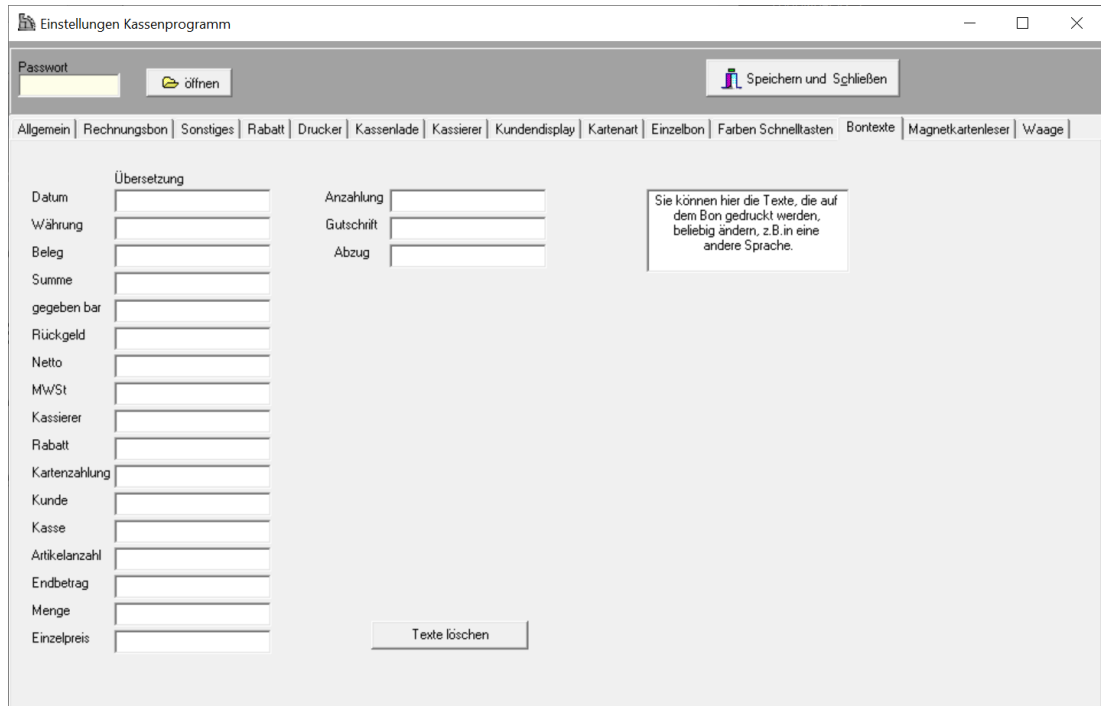 Einstellungen Kassenprogramm
Passwort
öffnen
Speichern und Schließen
Allgemein
Rechnungsbon
Sonstiges
Rabatt
Drucker
Kassenlade
Kassierer
Kundendisplay
Kartenart
Einzelbon
Farben Schnelltasten
Bontexte
Magnetkartenleser
Waage
Übersetzung
Datum
Währung
Beleg
Summe
gegeben bar
Rückgeld
Netto
MWSt
Kassierer
Rabatt
Kartenzahlung
Kunde
Kasse
Artikelanzahl
Endbetrag
Menge
Einzelpreis
Anzahlung
Gutschrift
Abzug
Sie können hier die Texte, die auf
dem Bon gedruckt werden,
beliebig ändern, z.B.in eine
andere Sprache.
Texte löschen